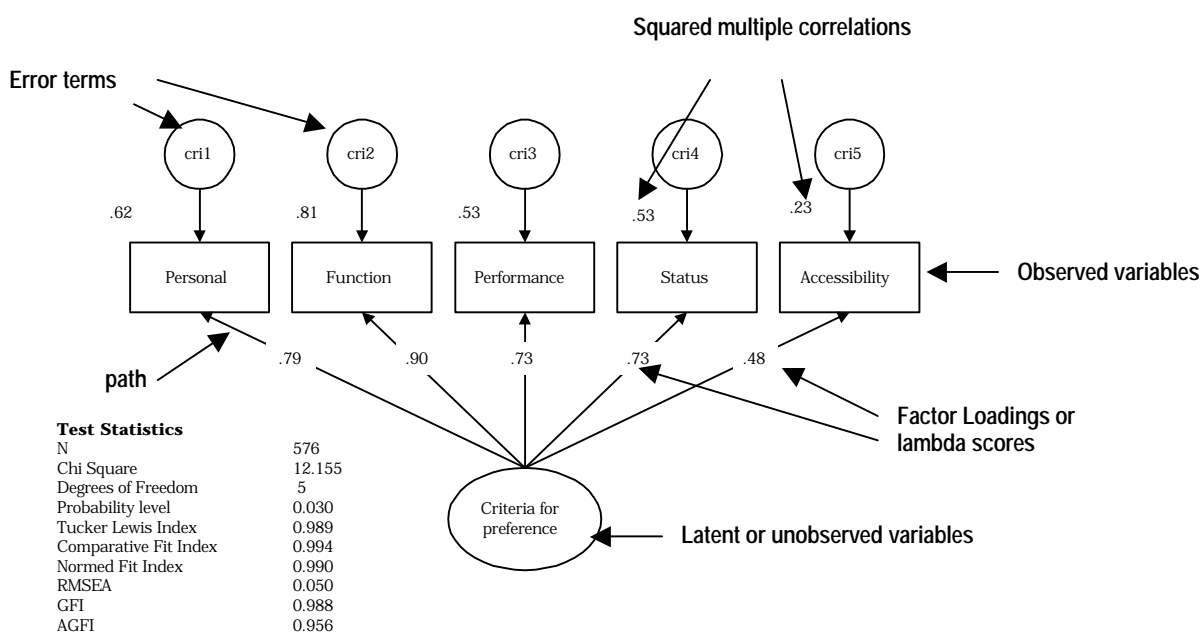 Squared multiple correlations
Error terms
cri1 cri2 cri3 cri4 cri5
.62 .81 .53 .53 .23
Personal Function Performance Status Accessibility
Observed variables
.79 .90 .73 .73 .48
path
Factor Loadings or
lambda scores
Test Statistics
N 576
Chi Square 12.155
Degrees of Freedom 5
Probability level 0.030
Tucker Lewis Index 0.989
Comparative Fit Index 0.994
Normed Fit Index 0.990
RMSEA 0.050
GFI 0.988
AGFI 0.956
Criteria for
preference
Latent or unobserved variables